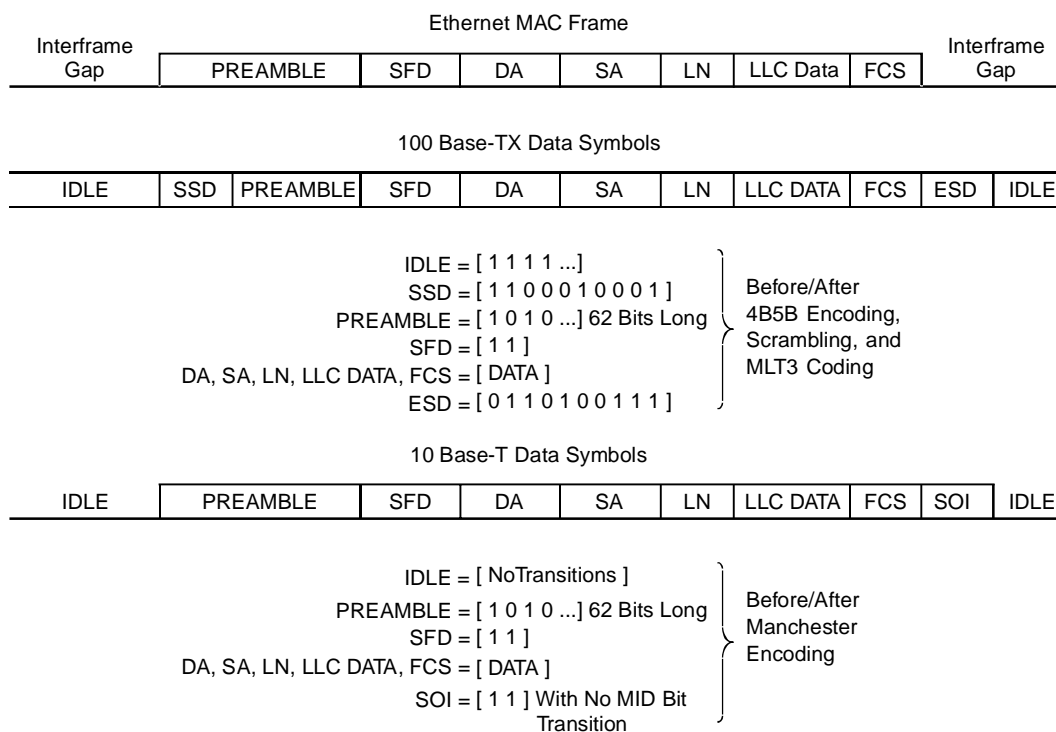 Ethernet MAC Frame
Interframe Gap PREAMBLE SFD DA SA LN LLC Data FCS Interframe Gap
100 Base-TX Data Symbols
IDLE SSD PREAMBLE SFD DA SA LN LLC DATA FCS ESD IDLE
IDLE = [ 1 1 1 1 ...]
SSD = [ 1 1 0 0 0 1 0 0 0 1 ]
PREAMBLE = [ 1 0 1 0 ...] 62 Bits Long
SFD = [ 1 1 ]
DA, SA, LN, LLC DATA, FCS = [ DATA ]
ESD = [ 0 1 1 0 1 0 0 1 1 1 ]
Before/After
4B5B Encoding,
Scrambling, and
MLT3 Coding
10 Base-T Data Symbols
IDLE PREAMBLE SFD DA SA LN LLC DATA FCS SOI IDLE
IDLE = [ NoTransitions ]
PREAMBLE = [ 1 0 1 0 ...] 62 Bits Long
SFD = [ 1 1 ]
DA, SA, LN, LLC DATA, FCS = [ DATA ]
SOI = [ 1 1 ] With No MID Bit
Transition
Before/After
Manchester
Encoding